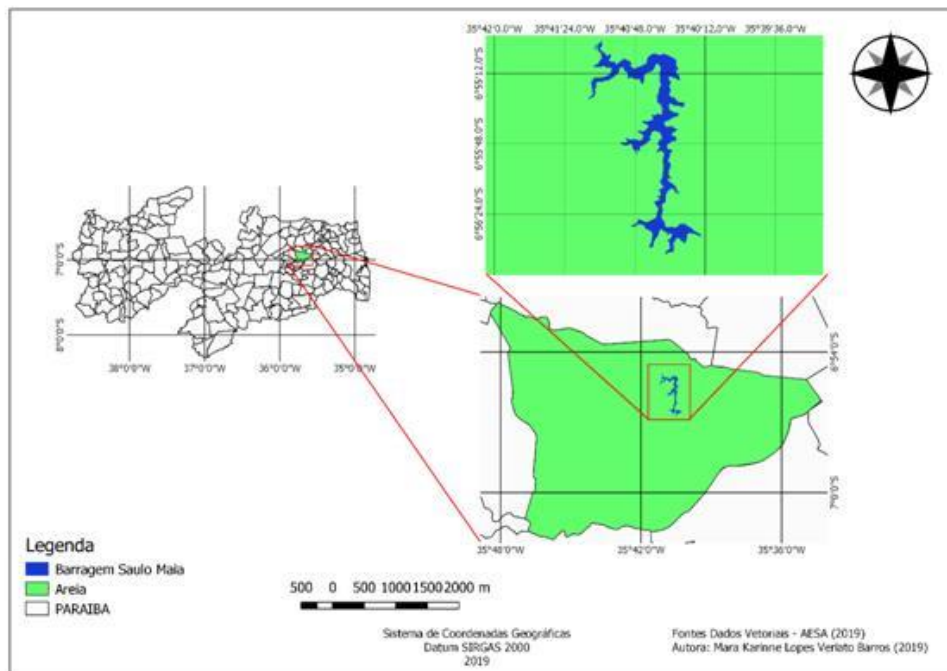 35°42'0.0"W 35°41'24.0"W 35°40'48.0"W 35°40'12.0"W 35°39'36.0"W
6°55'12.0"S
6°55'48.0"S
6°56'24.0"S
7°0'0"S
8°0'0"S
38°0'0"W 37°0'0"W 36°0'0"W 35°0'0"W
6°54'0"S
7°0'0"S
35°48'0"W 35°42'0"W 35°36'0"W
Legenda
Barragem Saulo Maia
Areia
PARAIBA
500 0 500 1000 1500 2000 m
Sistema de Coordenadas Geográficas
Datum SIRGAS 2000
2019
Fontes Dados Vetoriais - AESA (2019)
Autora: Mara Karinne Lopes Veriato Barros (2019)